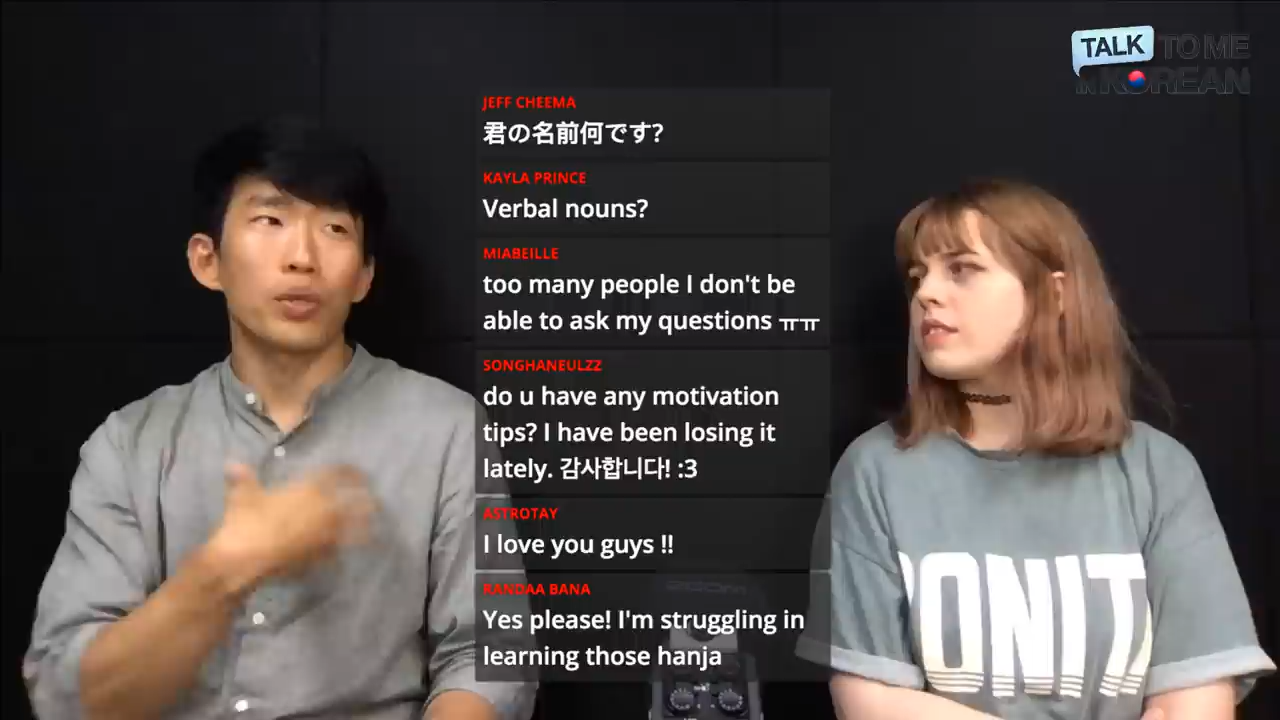 TALK TO ME
IN KOREAN
JEFF CHEEMA
君の名前何です?
KAYLA PRINCE
Verbal nouns?
MIABEILLE
too many people I don't be
able to ask my questions ㅠㅠ
SONGHANEULZZ
do u have any motivation
tips? I have been losing it
lately. 감사합니다! :3
ASTROTAY
I love you guys !!
RANDAA BANA
Yes please! I'm struggling in
learning those hanja
zoom